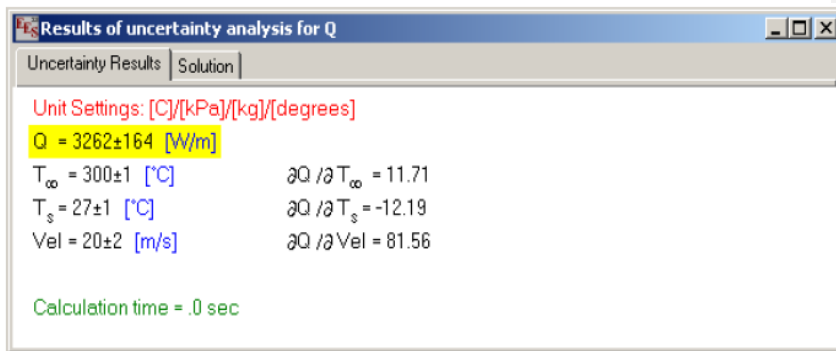 EES Results of uncertainty analysis for Q
Uncertainty Results Solution
Unit Settings: [C]/[kPa]/[kg]/[degrees]
Q = 3262±164 [W/m]
T∞ = 300±1 [°C] ∂Q /∂T∞ = 11.71
Ts = 27±1 [°C] ∂Q /∂Ts = -12.19
Vel = 20±2 [m/s] ∂Q /∂Vel = 81.56
Calculation time = .0 sec